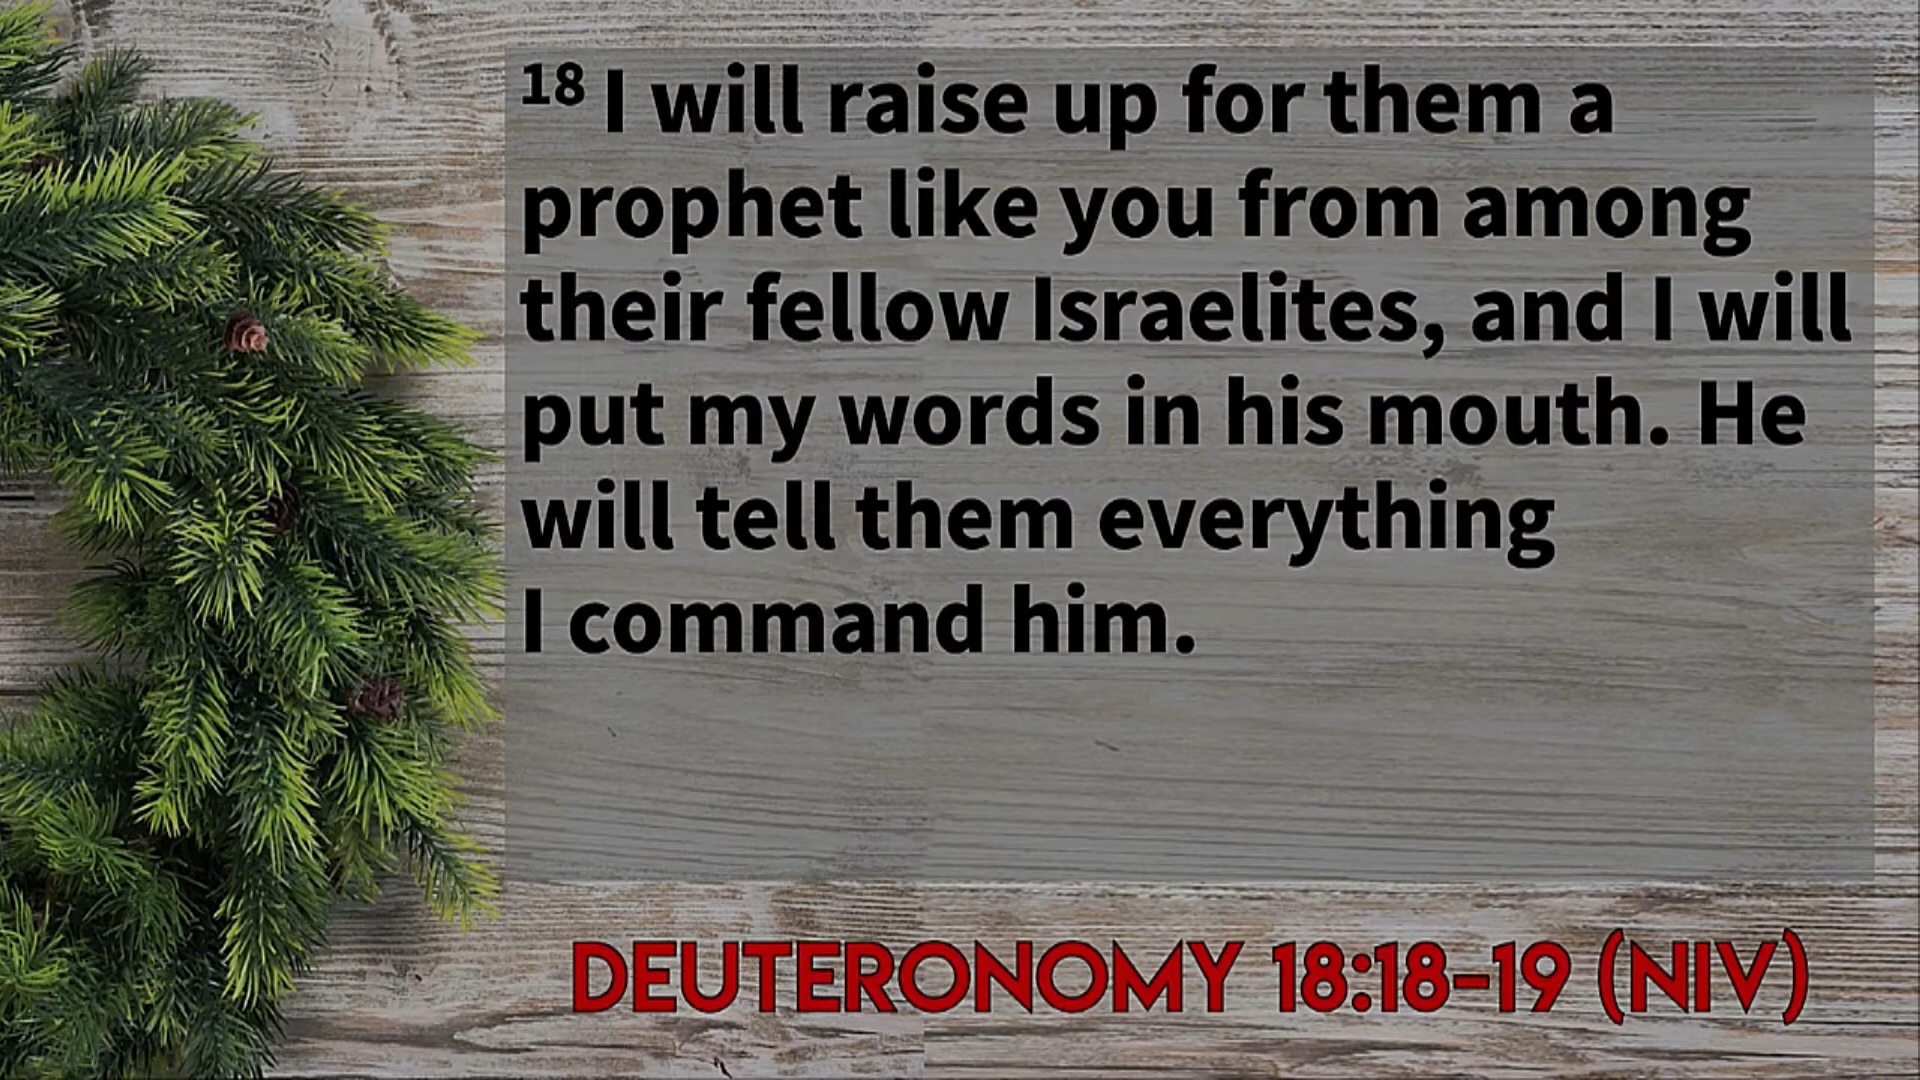 18 I will raise up for them a
prophet like you from among
their fellow Israelites, and I will
put my words in his mouth. He
will tell them everything
I command him.
DEUTERONOMY 18:18-19 (NIV)